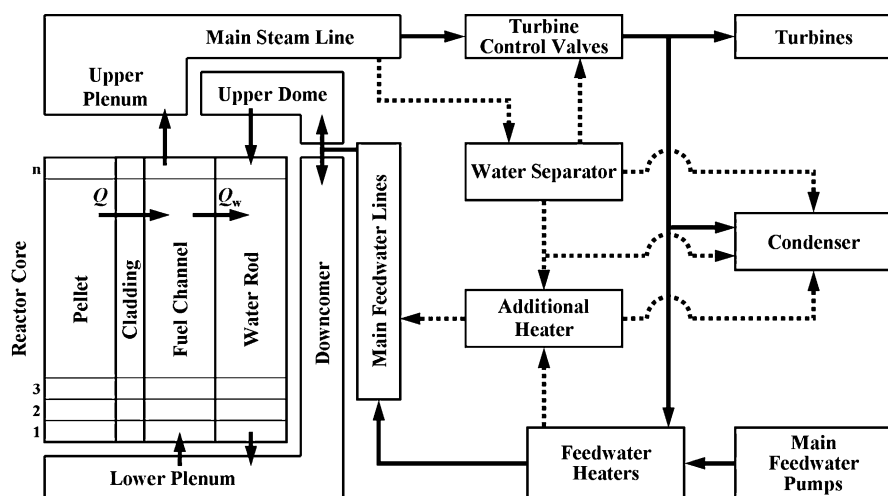 Main Steam Line
Turbine
Control Valves
Turbines
Upper
Plenum
Upper Dome
n
Water Separator
Q
Qw
Reactor Core
Pellet
Cladding
Fuel Channel
Water Rod
Downcomer
Main Feedwater Lines
Condenser
Additional
Heater
3
2
1
Lower Plenum
Feedwater
Heaters
Main
Feedwater
Pumps